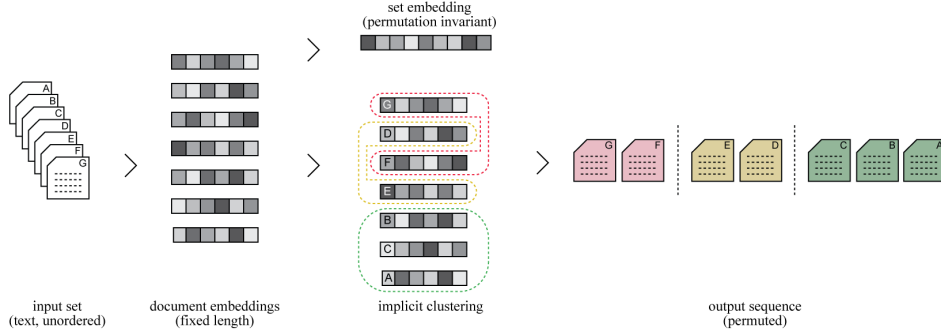 set embedding
(permutation invariant)
A
B
C
D
E
F
G
G
D
F
E
B
C
A
G
F
E
D
C
B
A
input set
(text, unordered)
document embeddings
(fixed length)
implicit clustering
output sequence
(permuted)